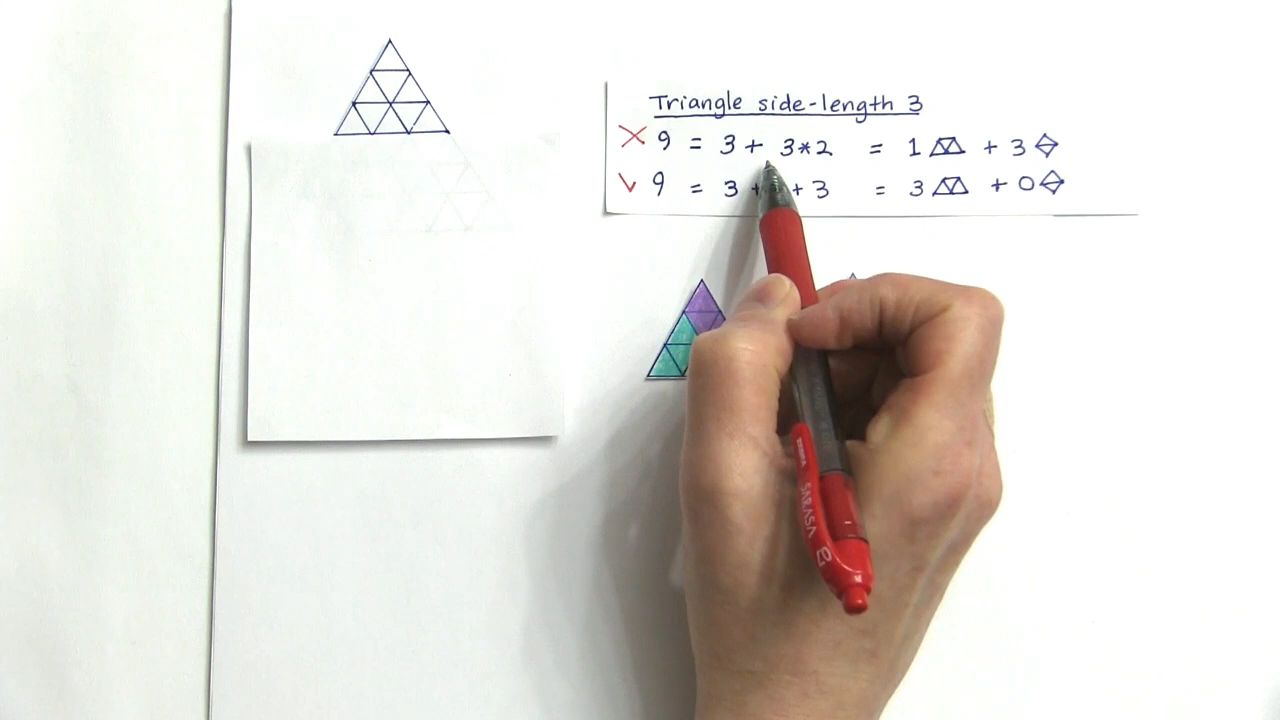 Triangle side-length 3
X 9 = 3 + 3*2 = 1 + 3
V 9 = 3 + + 3 = 3 + 0
ZEBRA SARASA